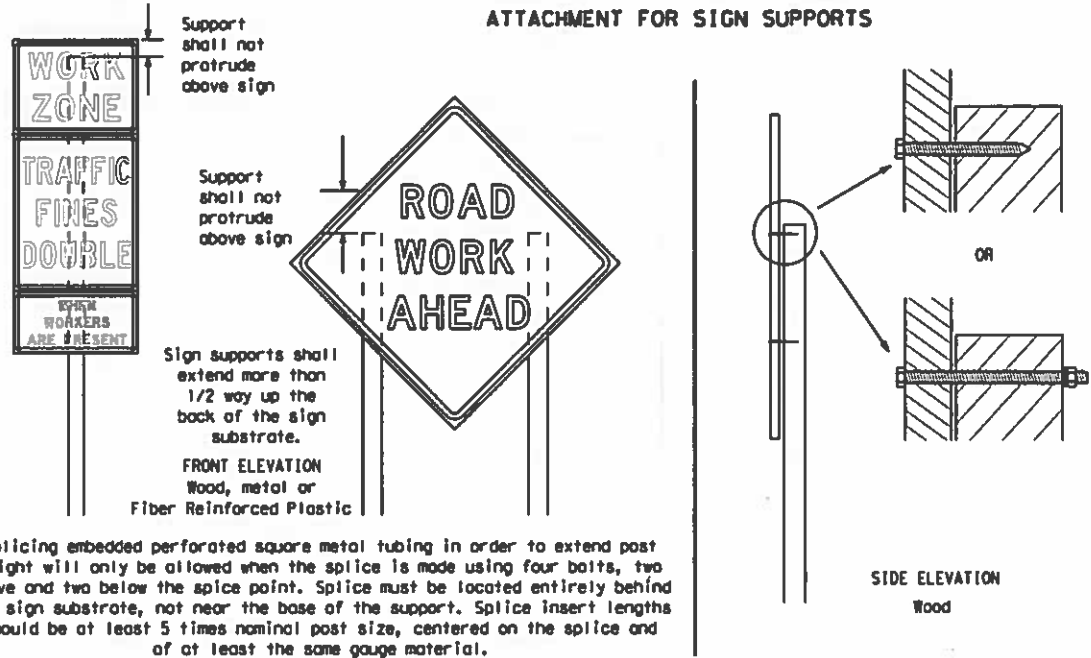 ATTACHMENT FOR SIGN SUPPORTS
Support
shall not
protrude
above sign
WORK
ZONE
TRAFFIC
FINES
DOUBLE
WHEN
WORKERS
ARE PRESENT
Support
shall not
protrude
above sign
ROAD
WORK
AHEAD
Sign supports shall
extend more than
1/2 way up the
back of the sign
substrate.
FRONT ELEVATION
Wood, metal or
Fiber Reinforced Plastic
OR
SIDE ELEVATION
Wood
licing embedded perforated square metal tubing in order to extend post
ight will only be allowed when the splice is made using four bolts, two
ve and two below the spice point. Splice must be located entirely behind
sign substrate, not near the base of the support. Splice insert lengths
ould be at least 5 times nominal post size, centered on the splice and
of at least the same gauge material.